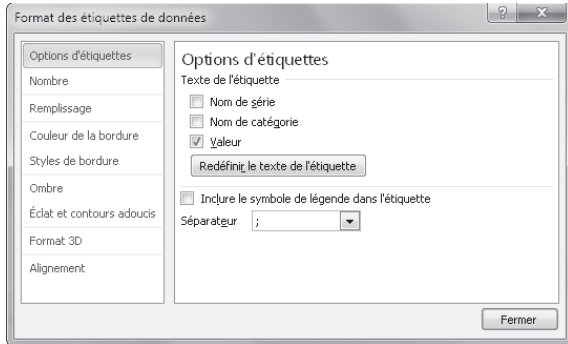 Format des étiquettes de données
Options d'étiquettes
Nombre
Remplissage
Couleur de la bordure
Styles de bordure
Ombre
Éclat et contours adoucis
Format 3D
Alignement
Options d'étiquettes
Texte de l'étiquette
Nom de série
Nom de catégorie
Valeur
Redéfinir le texte de l'étiquette
Inclure le symbole de légende dans l'étiquette
Séparateur ;
Fermer